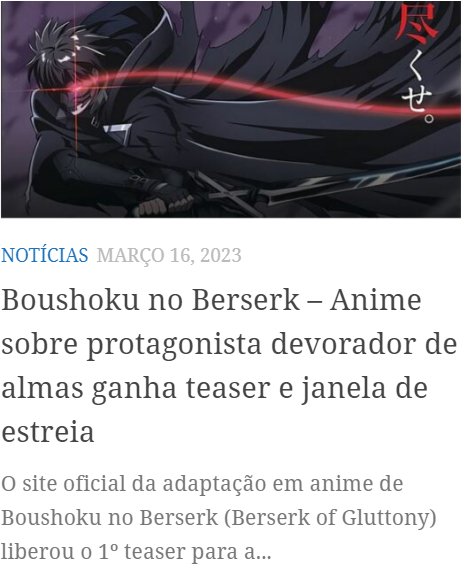 尽くせ。
NOTÍCIAS MARÇO 16, 2023
Boushoku no Berserk – Anime
sobre protagonista devorador de
almas ganha teaser e janela de
estreia
O site oficial da adaptação em anime de
Boushoku no Berserk (Berserk of Gluttony)
liberou o 1º teaser para a...